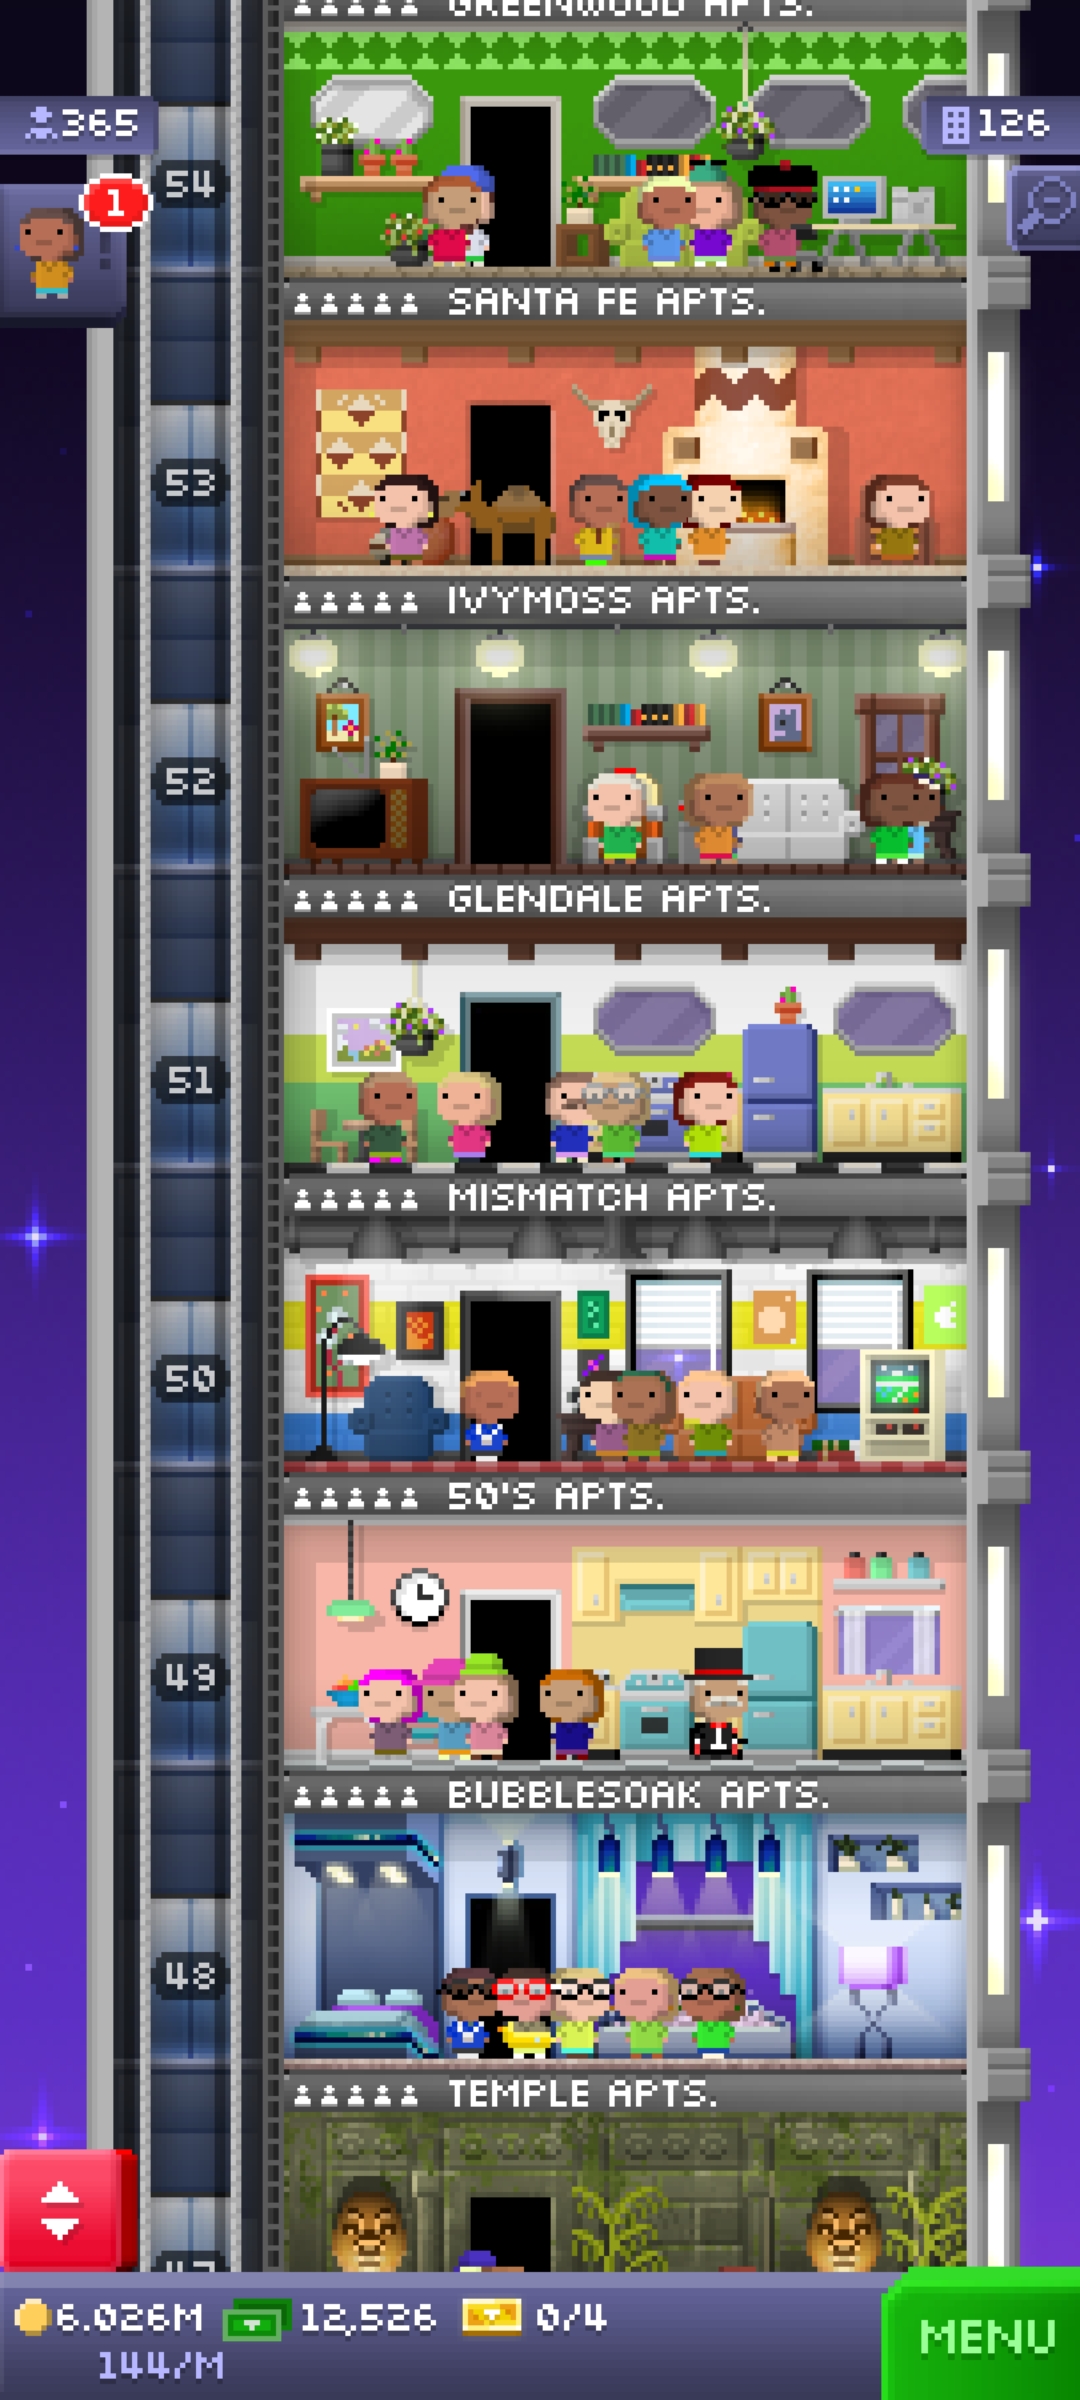 GREENWOOD APTS.
365
126
54
1
SANTA FE APTS.
53
IVYMOSS APTS.
52
GLENDALE APTS.
51
MISMATCH APTS.
50
50'S APTS.
49
BUBBLESOAK APTS.
48
TEMPLE APTS.
47
6.026M 12,526 0/4
144/M
MENU